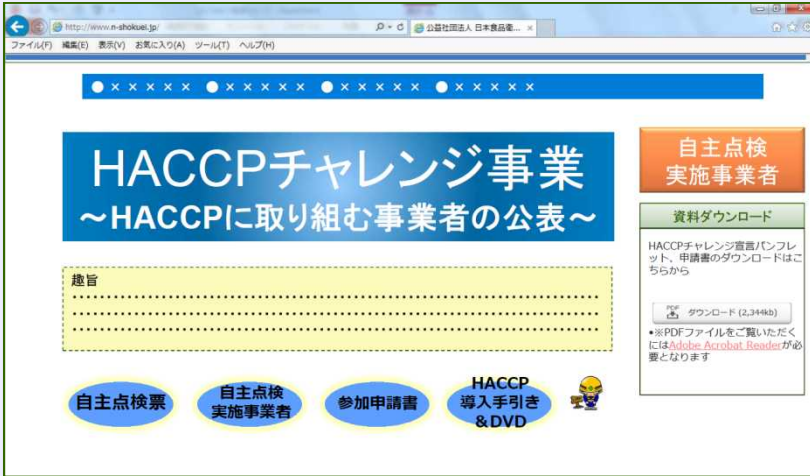 http://www.n-shokuei.jp/
公益社団法人 日本食品衛... ×
ファイル(F) 編集(E) 表示(V) お気に入り(A) ツール(T) ヘルプ(H)
●××××× ●××××× ●××××× ●×××××
HACCPチャレンジ事業
~HACCPに取り組む事業者の公表~
自主点検
実施事業者
資料ダウンロード
HACCPチャレンジ宣言パンフレ
ット、申請書のダウンロードはこ
ちらから
PDF
ダウンロード (2,344kb)
•※PDFファイルをご覧いただく
にはAdobe Acrobat Readerが必
要となります
趣旨
自主点検票
自主点検
実施事業者
参加申請書
HACCP
導入手引き
&DVD